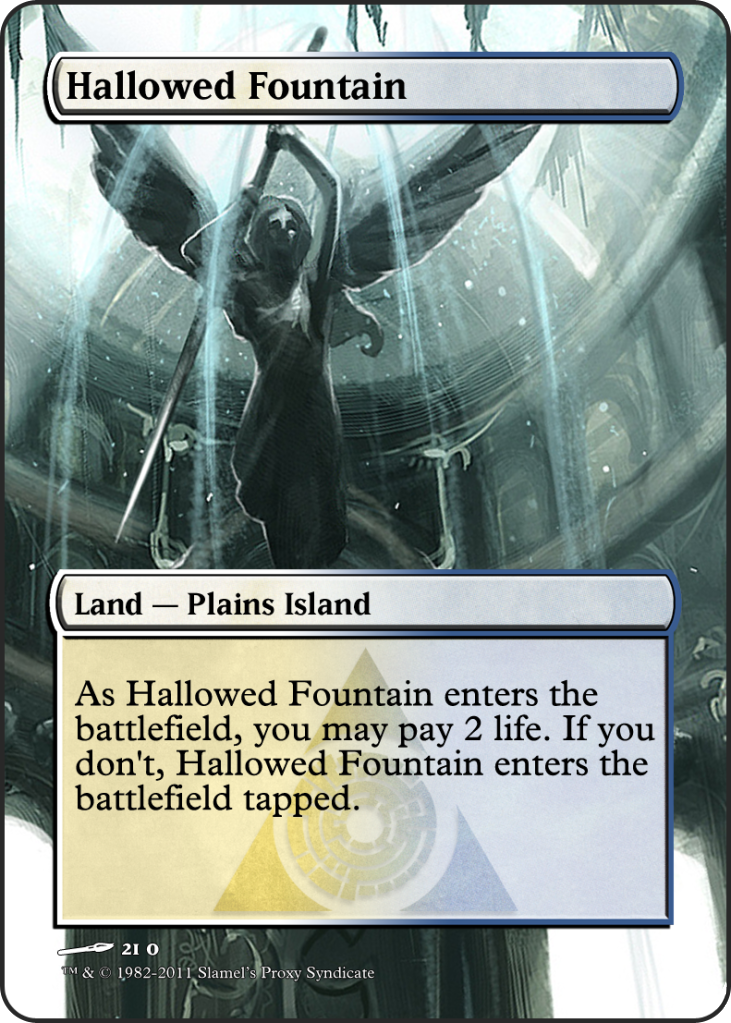 Hallowed Fountain
Land — Plains Island
As Hallowed Fountain enters the
battlefield, you may pay 2 life. If you
don't, Hallowed Fountain enters the
battlefield tapped.
21 0
™ & © 1982-2011 Slamel's Proxy Syndicate